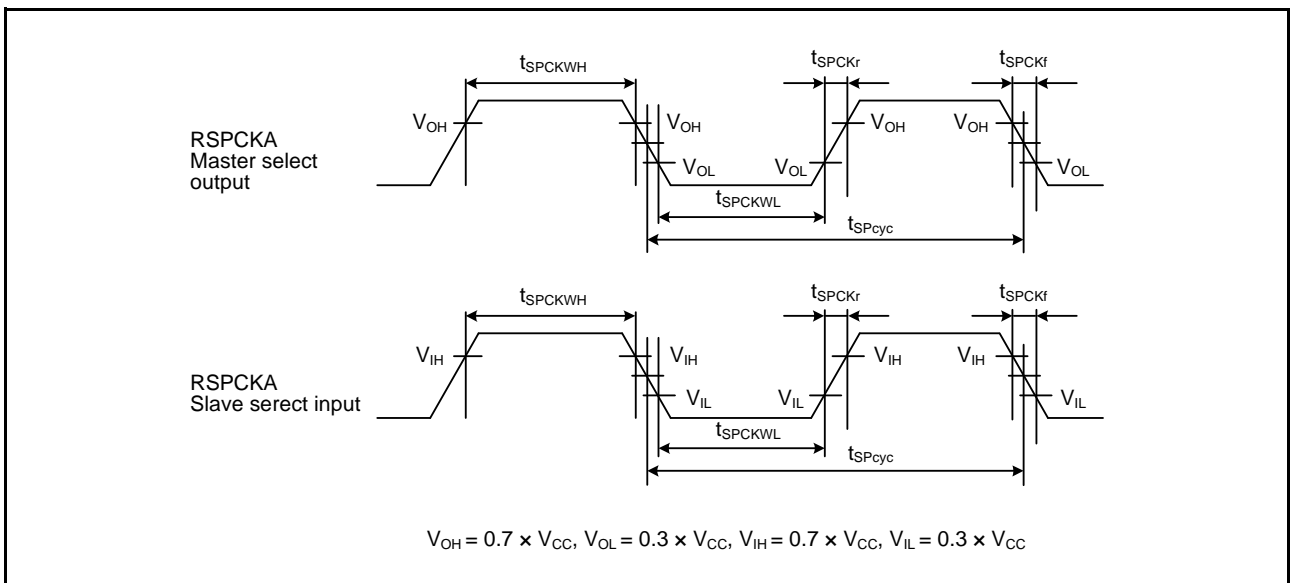 tSPCKWH tSPCKr tSPCKf
RSPCKA
Master select
output
VOH VOH VOL VOL VOH VOH VOL
tSPCKWL
tSPcyc
tSPCKWH tSPCKr tSPCKf
RSPCKA
Slave serect input
VIH VIH VIL VIL VIH VIH VIL
tSPCKWL
tSPcyc
VOH = 0.7 × VCC, VOL = 0.3 × VCC, VIH = 0.7 × VCC, VIL = 0.3 × VCC